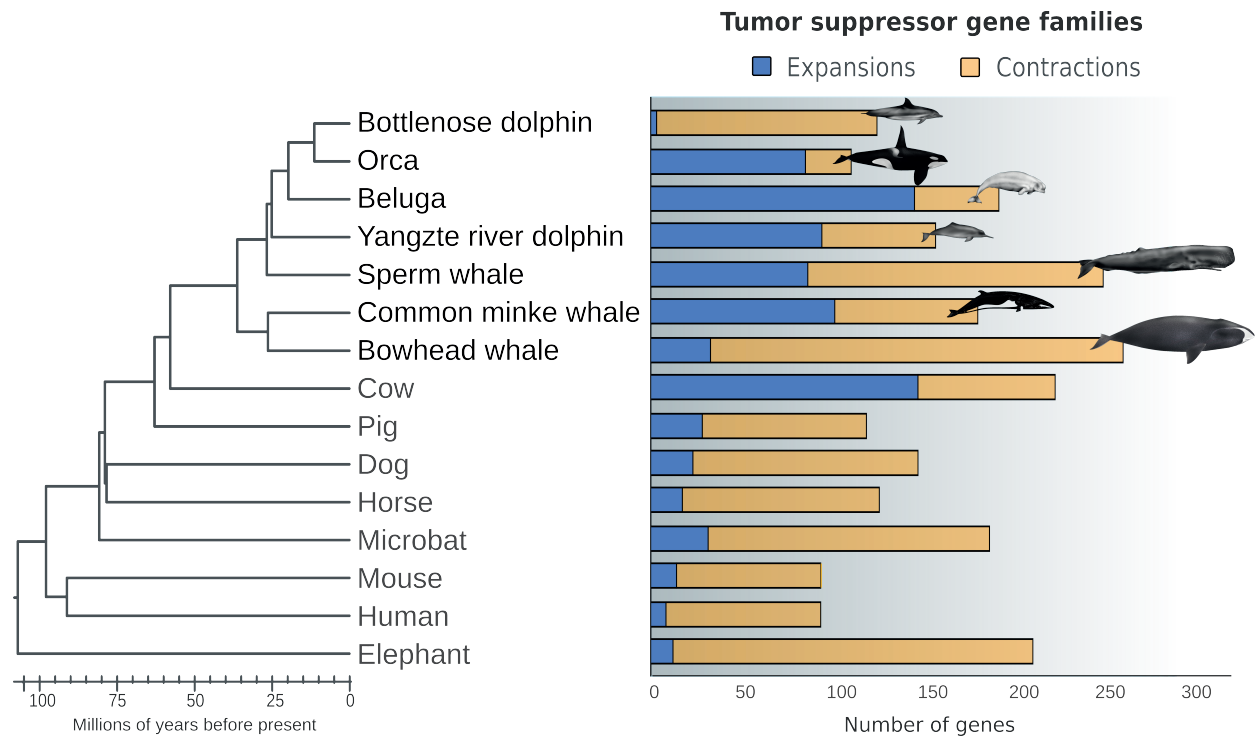 Tumor suppressor gene families
Expansions
Contractions
Bottlenose dolphin
Orca
Beluga
Yangzte river dolphin
Sperm whale
Common minke whale
Bowhead whale
Cow
Pig
Dog
Horse
Microbat
Mouse
Human
Elephant
100 75 50 25 0
Millions of years before present
0 50 100 150 200 250 300
Number of genes